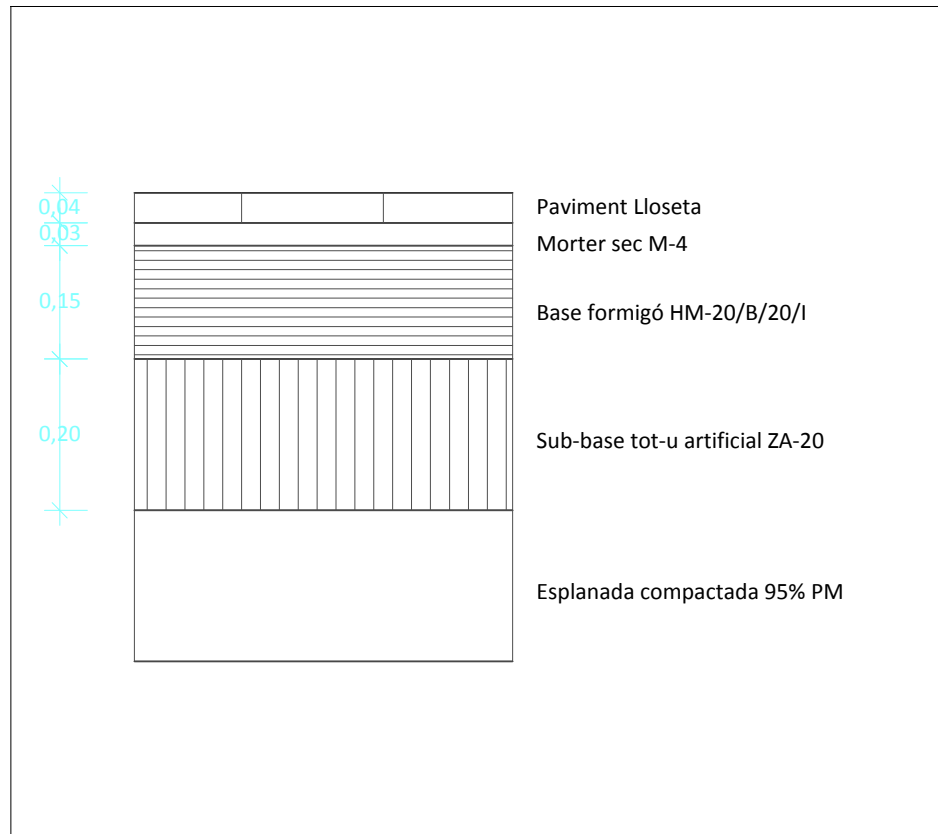 0,04
Paviment Lloseta
0,03
Morter sec M-4
0,15
Base formigó HM-20/B/20/I
0,20
Sub-base tot-u artificial ZA-20
Esplanada compactada 95% PM